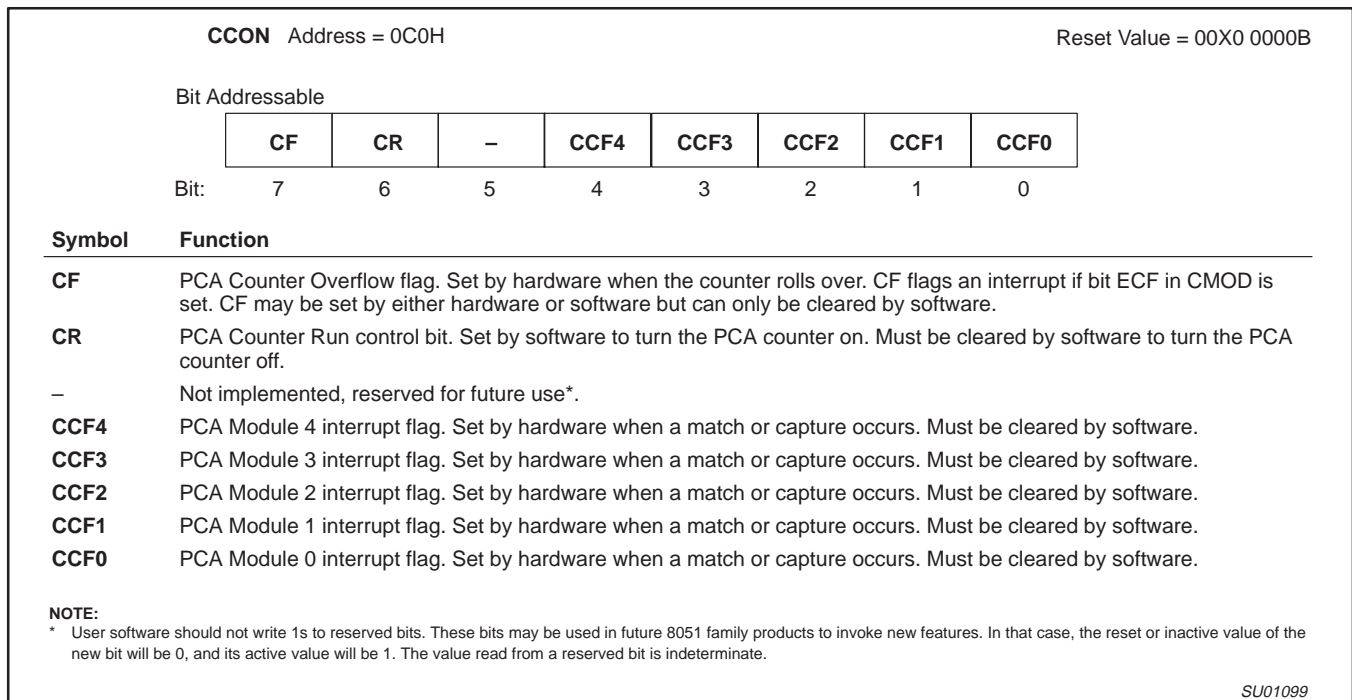 CCON Address = 0C0H Reset Value = 00X0 0000B
Bit Addressable
CF CR – CCF4 CCF3 CCF2 CCF1 CCF0
Bit: 7 6 5 4 3 2 1 0
Symbol Function
CF PCA Counter Overflow flag. Set by hardware when the counter rolls over. CF flags an interrupt if bit ECF in CMOD is
set. CF may be set by either hardware or software but can only be cleared by software.
CR PCA Counter Run control bit. Set by software to turn the PCA counter on. Must be cleared by software to turn the PCA
counter off.
– Not implemented, reserved for future use*.
CCF4 PCA Module 4 interrupt flag. Set by hardware when a match or capture occurs. Must be cleared by software.
CCF3 PCA Module 3 interrupt flag. Set by hardware when a match or capture occurs. Must be cleared by software.
CCF2 PCA Module 2 interrupt flag. Set by hardware when a match or capture occurs. Must be cleared by software.
CCF1 PCA Module 1 interrupt flag. Set by hardware when a match or capture occurs. Must be cleared by software.
CCF0 PCA Module 0 interrupt flag. Set by hardware when a match or capture occurs. Must be cleared by software.
NOTE:
* User software should not write 1s to reserved bits. These bits may be used in future 8051 family products to invoke new features. In that case, the reset or inactive value of the
new bit will be 0, and its active value will be 1. The value read from a reserved bit is indeterminate.
SU01099